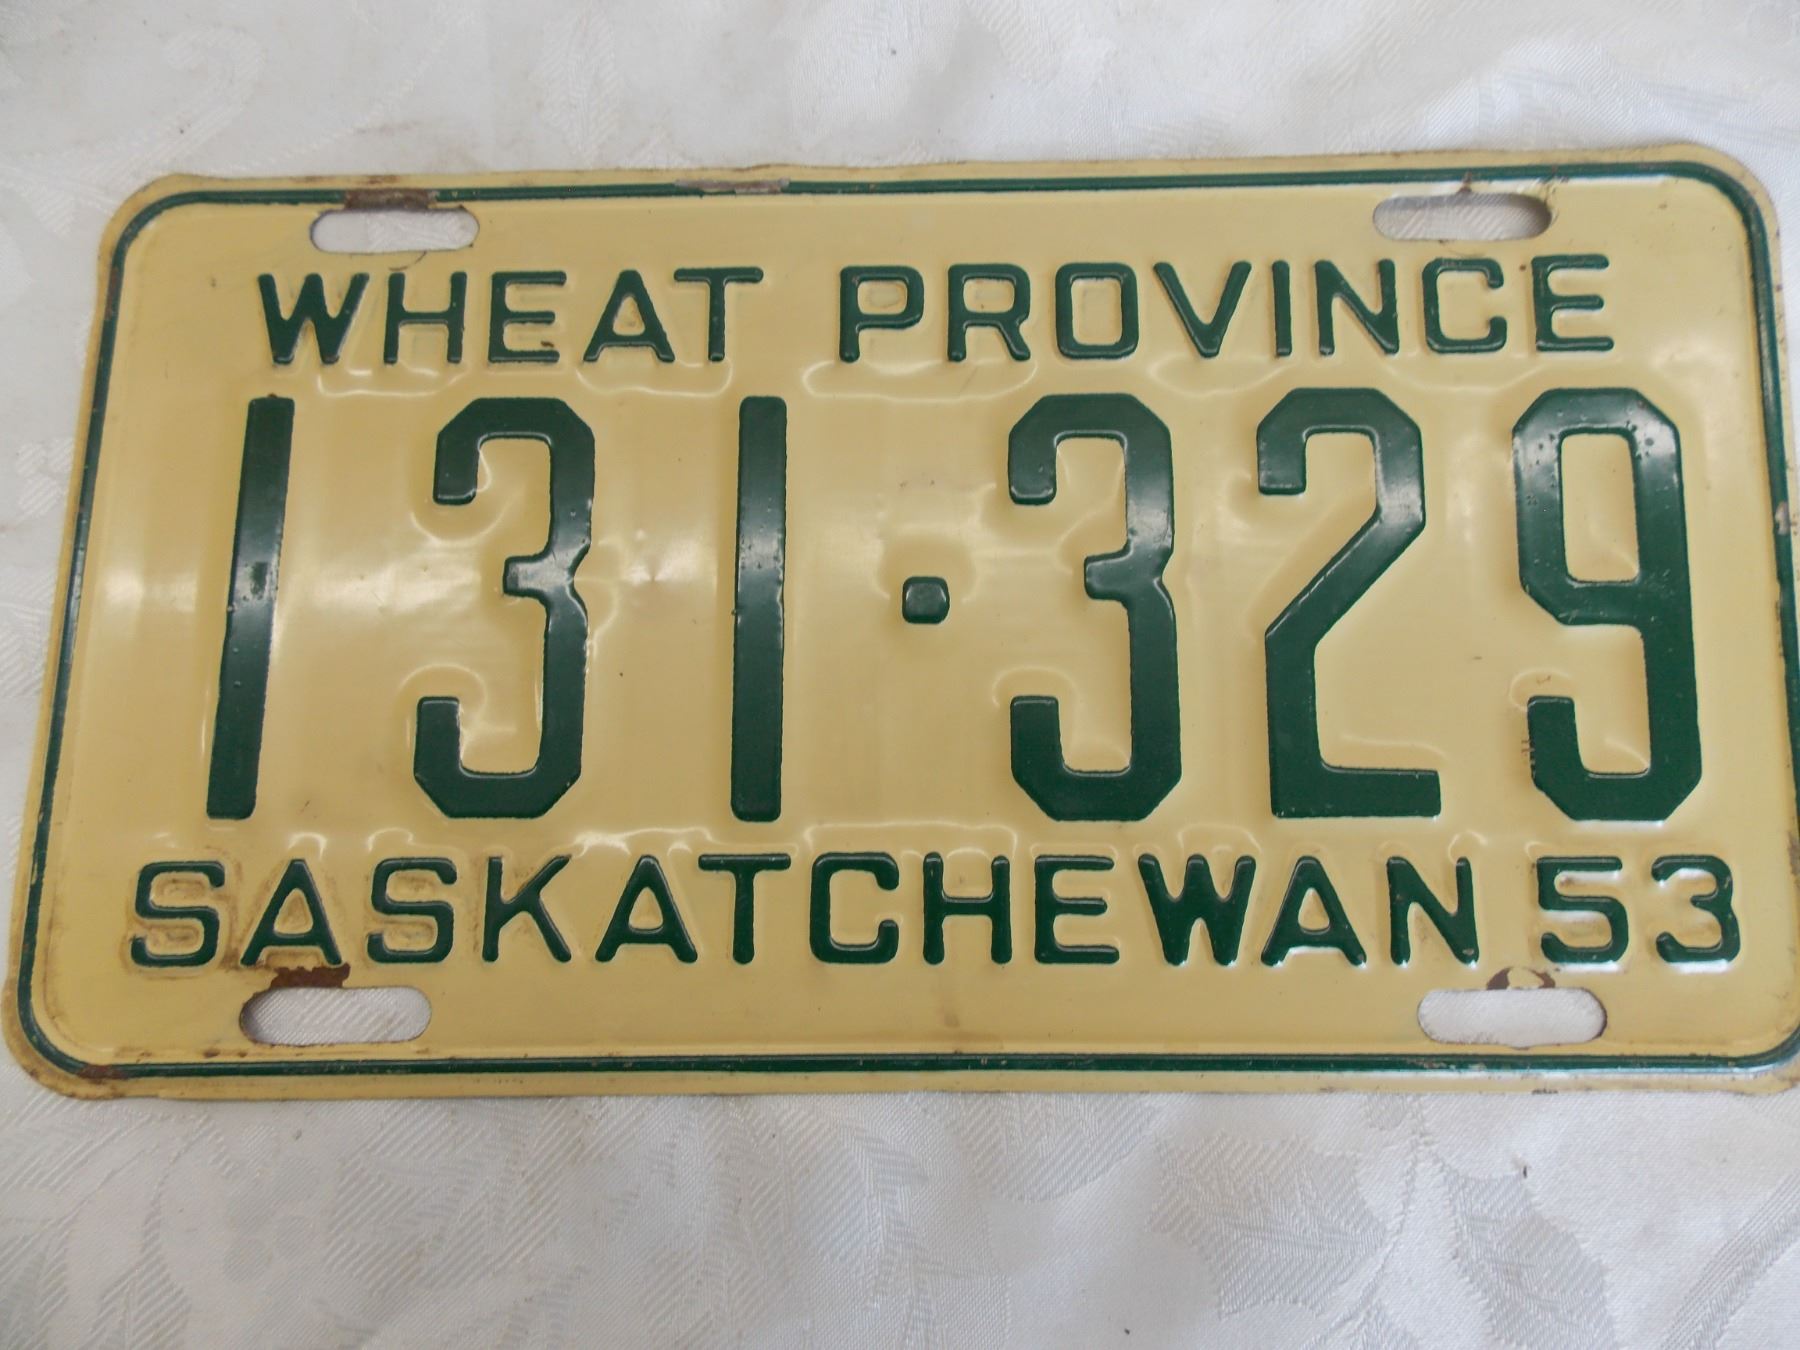 WHEAT PROVINCE
131·329
SASKATCHEWAN 53